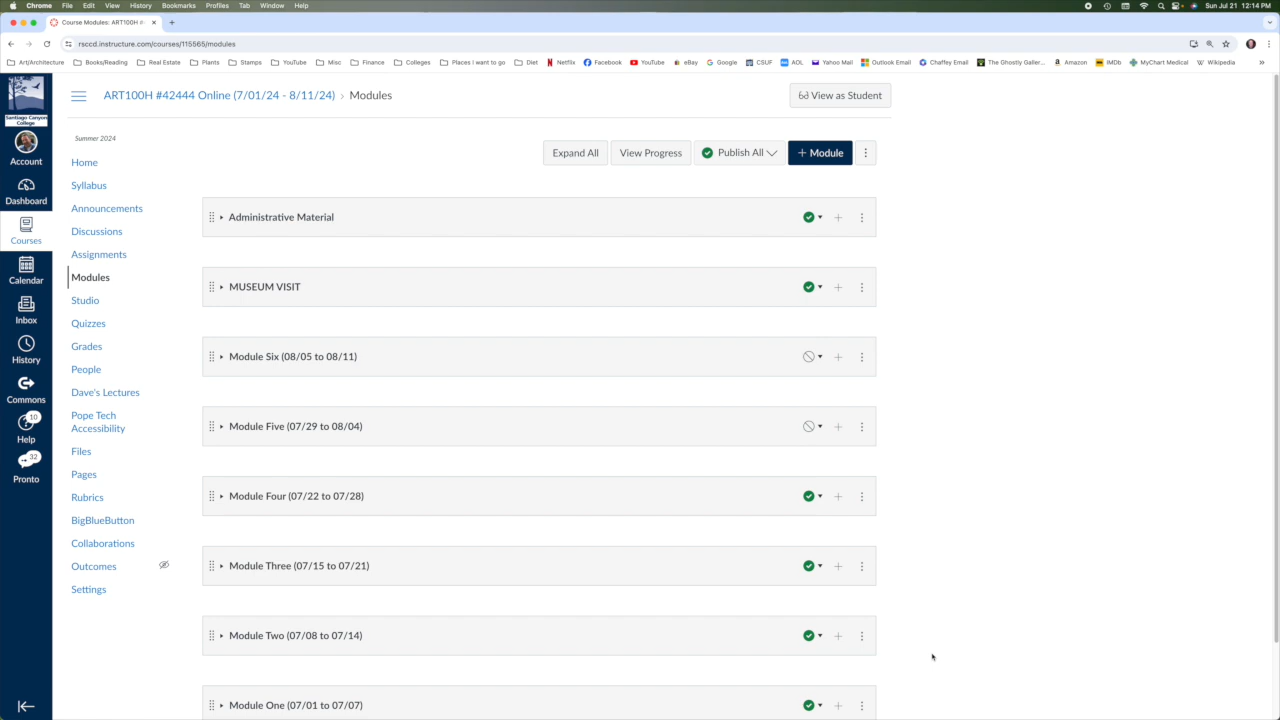 Chrome File Edit View History Bookmarks Profiles Tab Window Help Sun Jul 21 12:14 PM
Course Modules: ART100H #4
rsccd.instructure.com/courses/115565/modules
Art/Architecture Books/Reading Real Estate Plants Stamps YouTube Misc Finance Colleges Places I want to go Diet Netflix Facebook YouTube eBay Google CSUF AOL Yahoo Mail Outlook Email Chaffey Email The Ghostly Galler... Amazon IMDb MyChart Medical Wikipedia »
Santiago Canyon
College
Account
Dashboard
Courses
Calendar
Inbox
History
Commons
10
Help
32
Pronto
ART100H #42444 Online (7/01/24 - 8/11/24) › Modules
View as Student
Summer 2024
Home
Syllabus
Announcements
Discussions
Assignments
Modules
Studio
Quizzes
Grades
People
Dave's Lectures
Pope Tech
Accessibility
Files
Pages
Rubrics
BigBlueButton
Collaborations
Outcomes
Settings
Expand All View Progress Publish All + Module
Administrative Material
MUSEUM VISIT
Module Six (08/05 to 08/11)
Module Five (07/29 to 08/04)
Module Four (07/22 to 07/28)
Module Three (07/15 to 07/21)
Module Two (07/08 to 07/14)
Module One (07/01 to 07/07)